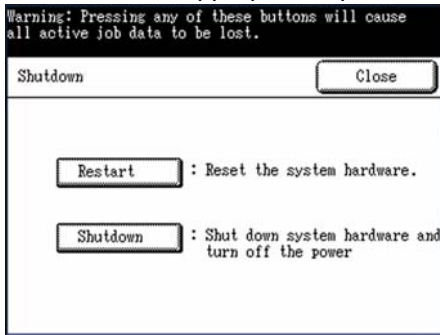 Warning: Pressing any of these buttons will cause
all active job data to be lost.
Shutdown
Close
Restart : Reset the system hardware.
Shutdown : Shut down system hardware and
turn off the power